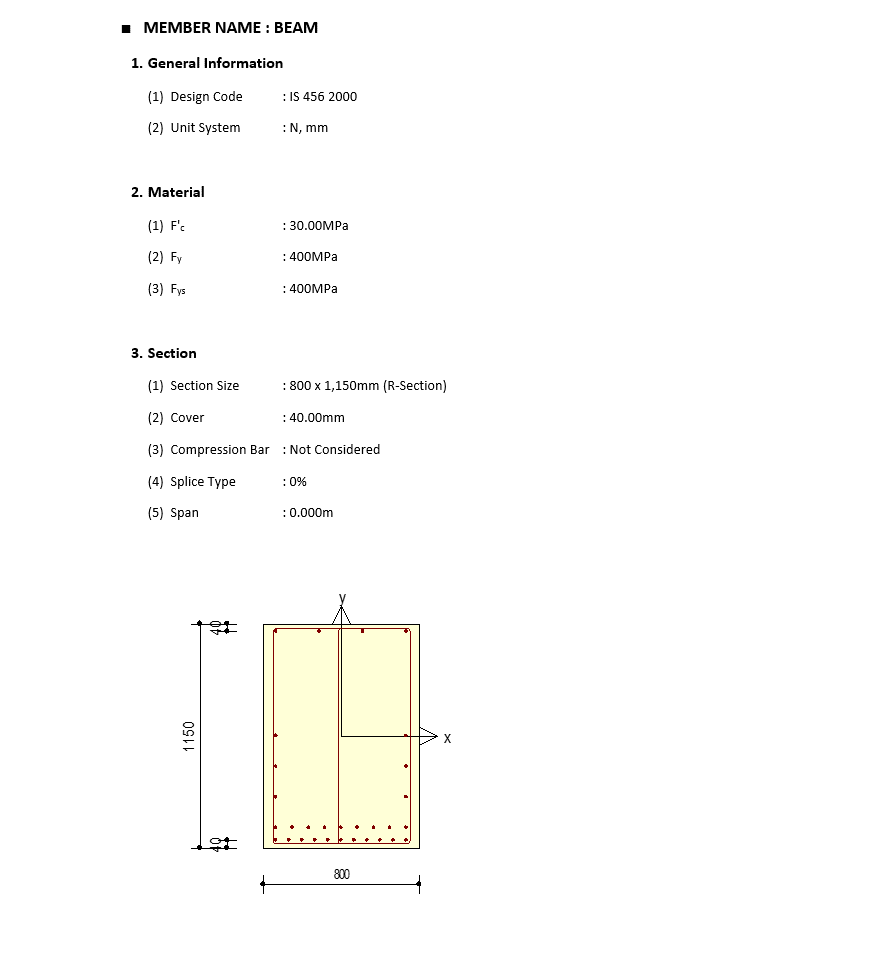 ■ MEMBER NAME : BEAM
1. General Information
(1) Design Code : IS 456 2000
(2) Unit System : N, mm
2. Material
(1) F'c : 30.00MPa
(2) Fy : 400MPa
(3) Fys : 400MPa
3. Section
(1) Section Size : 800 x 1,150mm (R-Section)
(2) Cover : 40.00mm
(3) Compression Bar : Not Considered
(4) Splice Type : 0%
(5) Span : 0.000m
y
40
1150
x
40
800